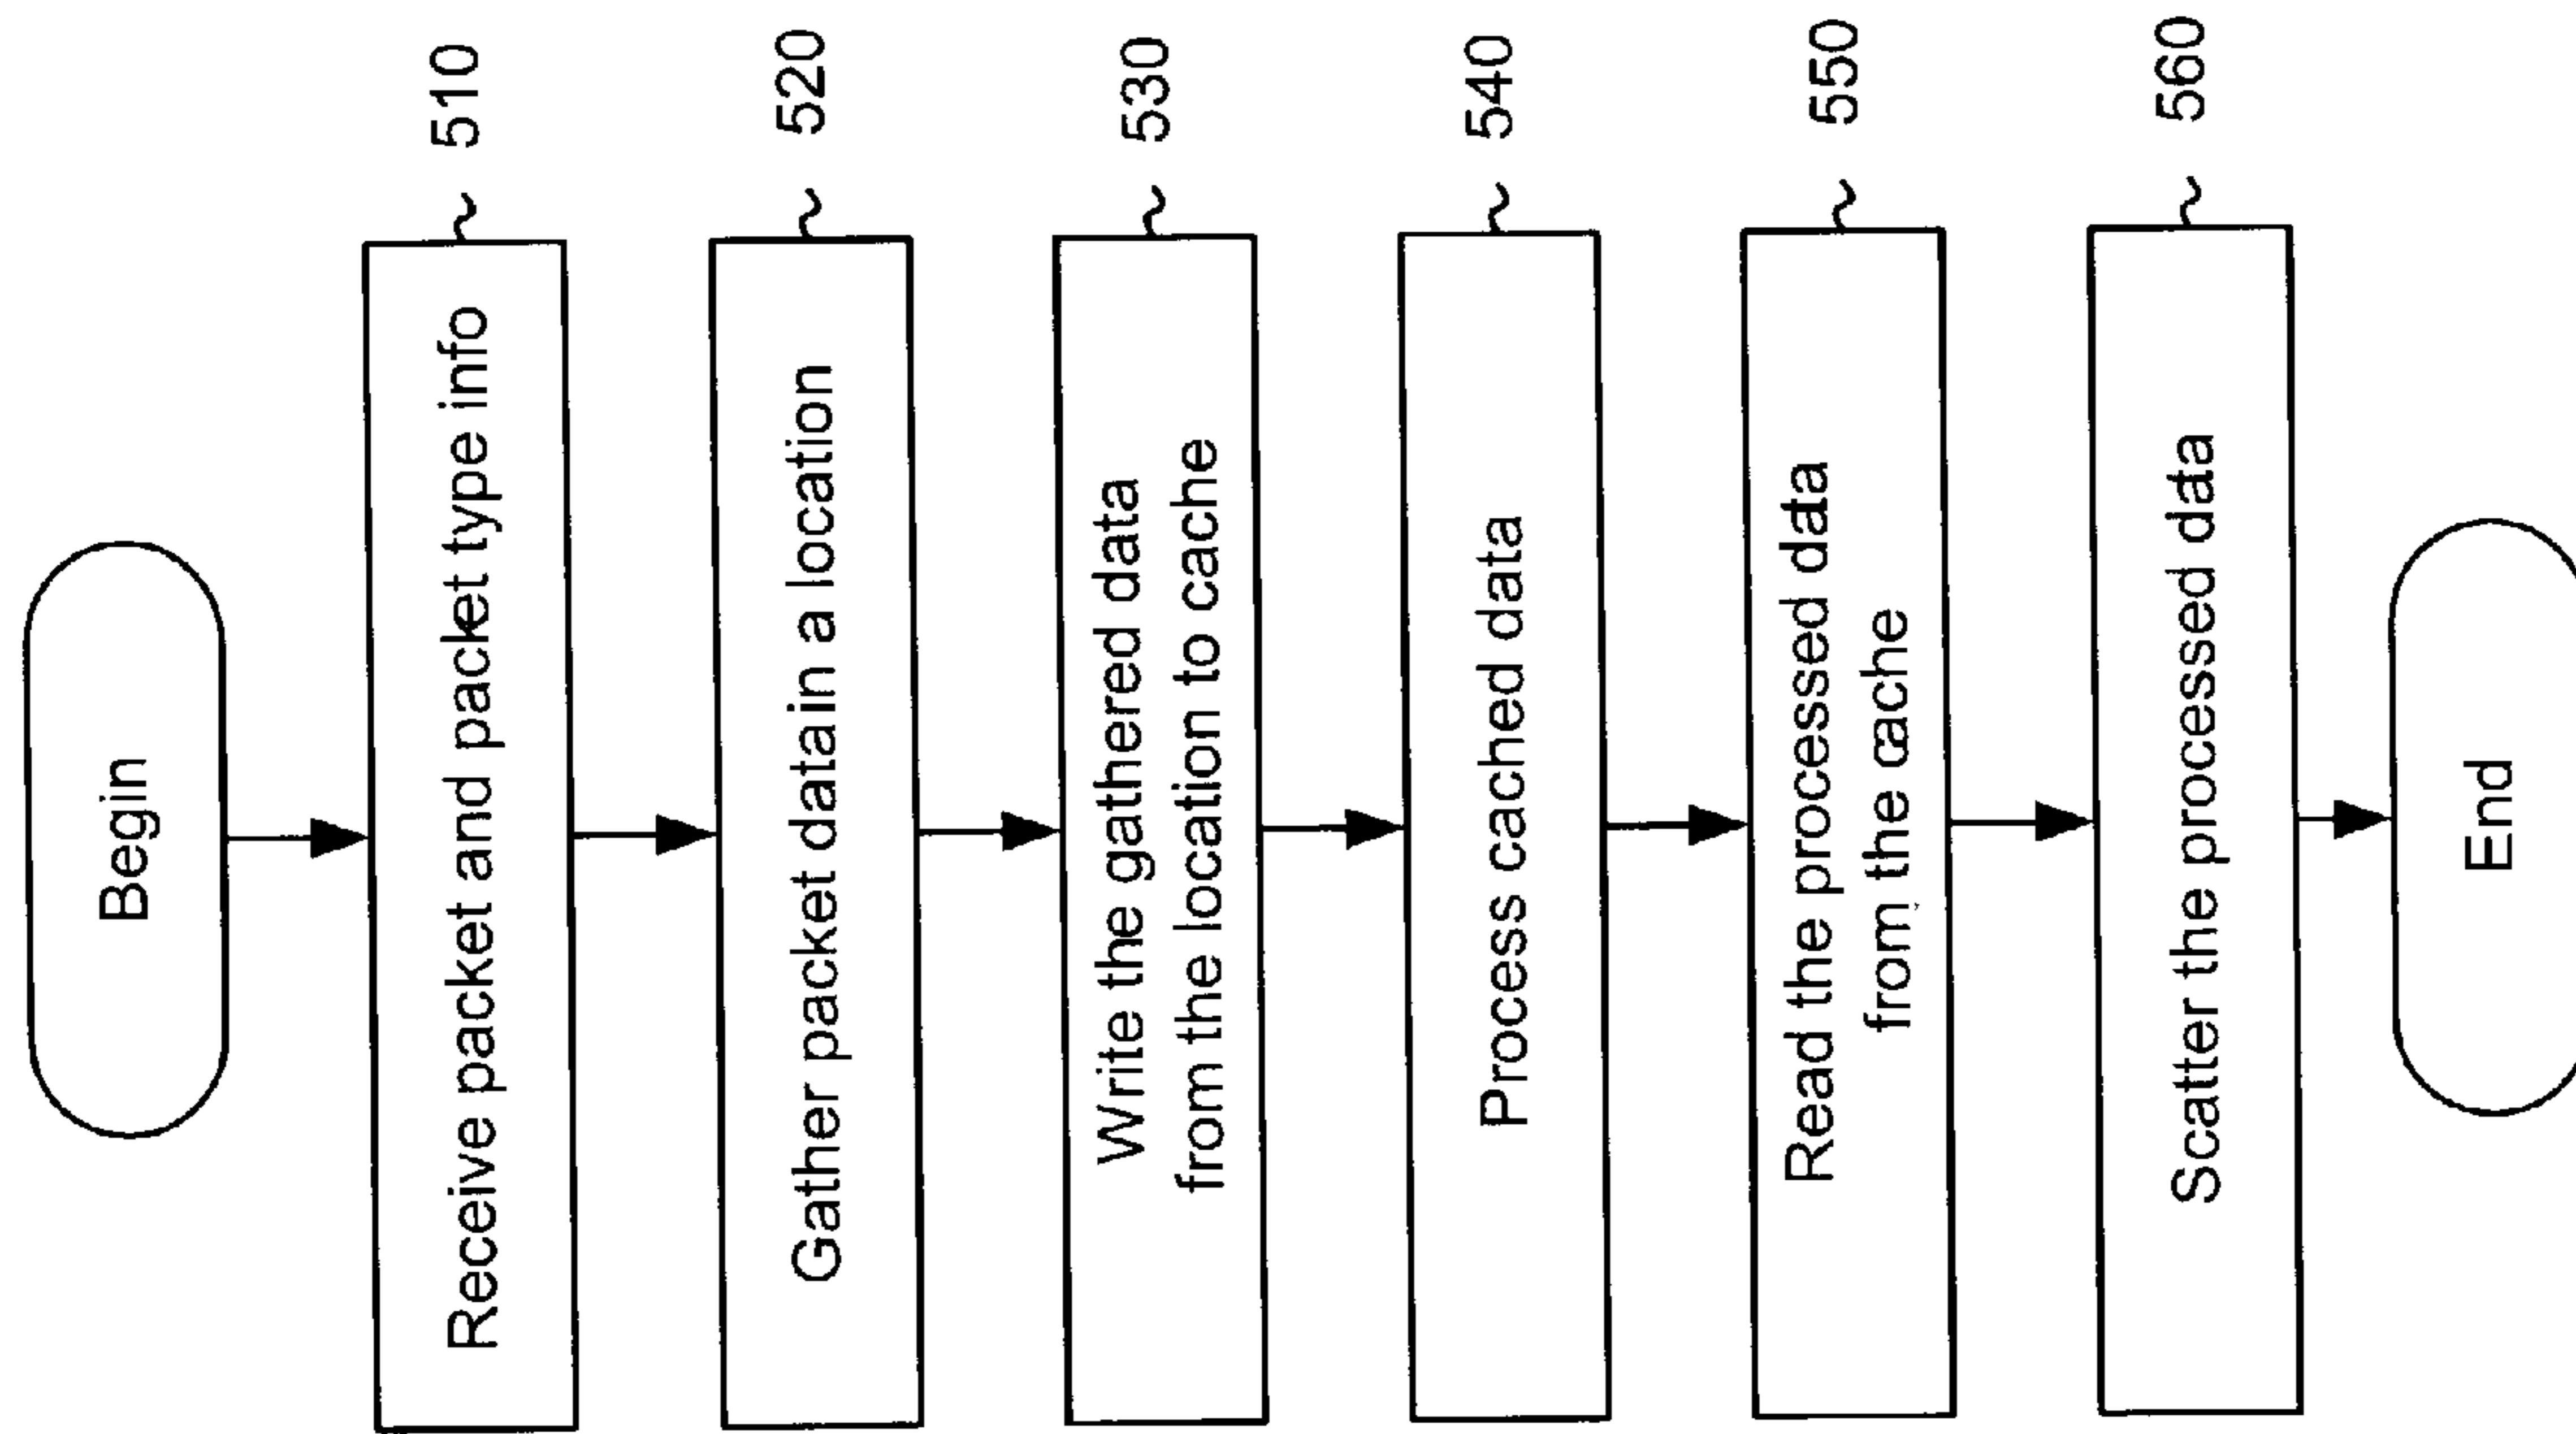 Begin
Receive packet and packet type info
510
Gather packet datain a location
520
Write the gathered data
from the location to cache
530
Process cached data
540
Read the processed data
from the cache
550
Scatter the processed data
560
End